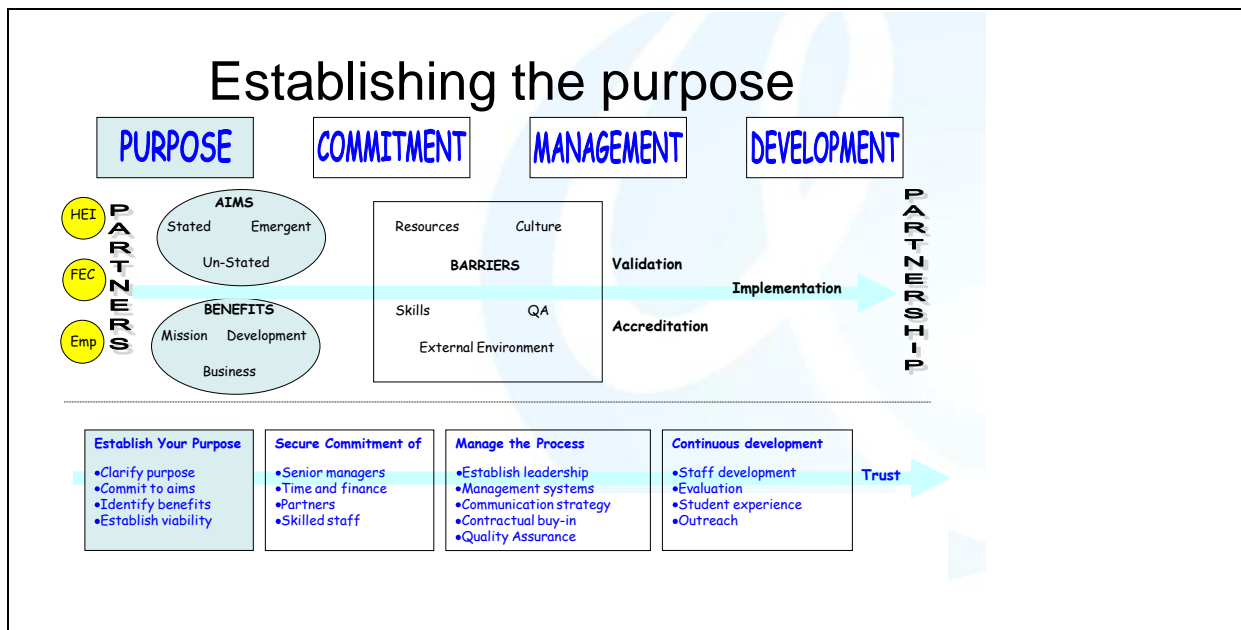 Establishing the purpose
PURPOSE
COMMITMENT
MANAGEMENT
DEVELOPMENT
HEI
FEC
Emp
PARTNERS
AIMS
Stated Emergent
Un-Stated
BENEFITS
Mission Development
Business
Resources Culture
BARRIERS
Skills QA
External Environment
Validation
Implementation
Accreditation
PARTNERSHIP
Establish Your Purpose
•Clarify purpose
•Commit to aims
•Identify benefits
•Establish viability
Secure Commitment of
•Senior managers
•Time and finance
•Partners
•Skilled staff
Manage the Process
•Establish leadership
•Management systems
•Communication strategy
•Contractual buy-in
•Quality Assurance
Continuous development
•Staff development
•Evaluation
•Student experience
•Outreach
Trust